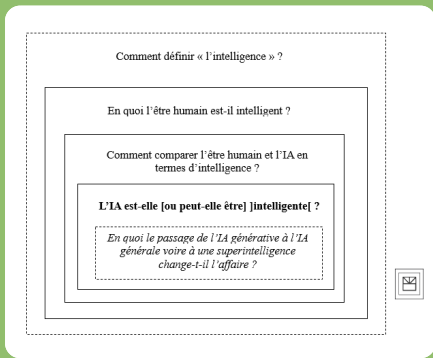 Comment définir « l’intelligence » ?
En quoi l’être humain est-il intelligent ?
Comment comparer l’être humain et l’IA en
termes d’intelligence ?
L’IA est-elle [ou peut-elle être] ]intelligente[ ?
En quoi le passage de l’IA générative à l’IA
générale voire à une superintelligence
change-t-il l’affaire ?